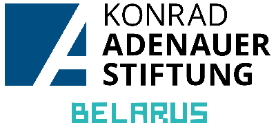 KONRAD
ADENAUER
STIFTUNG
BELARUS